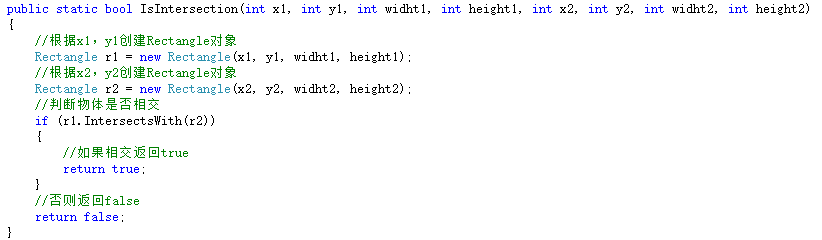 public static bool IsIntersection(int x1, int y1, int widht1, int height1, int x2, int y2, int widht2, int height2)
{
//根据x1，y1创建Rectangle对象
Rectangle r1 = new Rectangle(x1, y1, widht1, height1);
//根据x2，y2创建Rectangle对象
Rectangle r2 = new Rectangle(x2, y2, widht2, height2);
//判断物体是否相交
if (r1.IntersectsWith(r2))
{
//如果相交返回true
return true;
}
//否则返回false
return false;
}